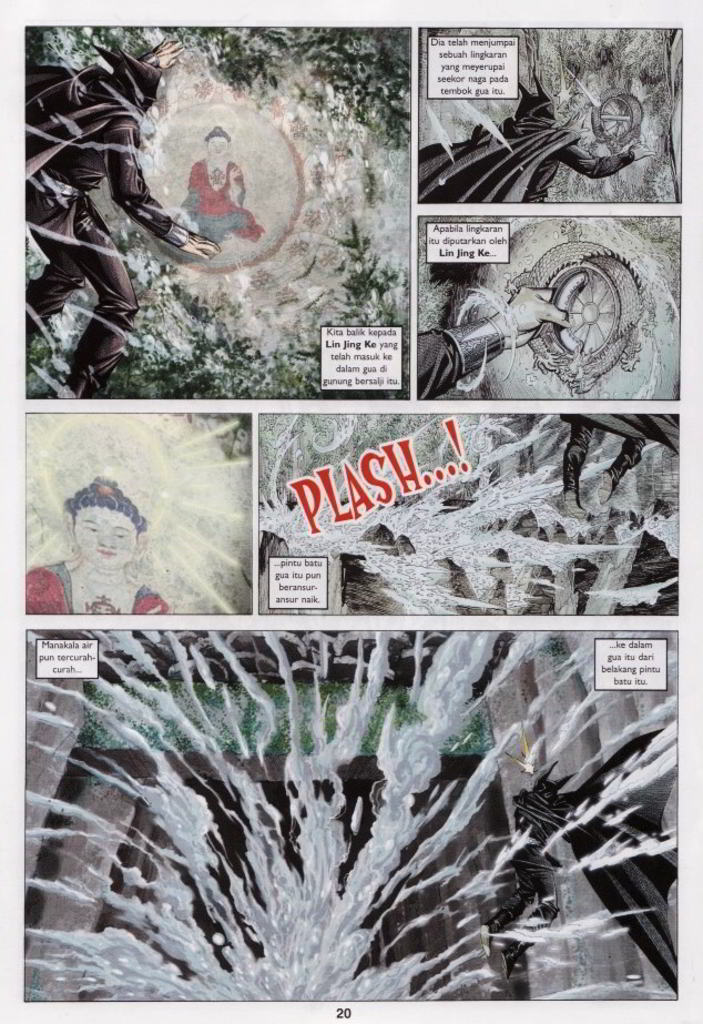 Kita balik kepada
Lin Jing Ke yang
telah masuk ke
dalam gua di
gunung bersalji itu.
Dia telah menjumpai
sebuah lingkaran
yang meyerupai
seekor naga pada
tembok gua itu.
Apabila lingkaran
itu diputarkan oleh
Lin Jing Ke...
PLASH...!
...pintu batu
gua itu pun
beransur-
ansur naik.
Manakala air
pun tercurah-
curah...
...ke dalam
gua itu dari
belakang pintu
batu itu.
20